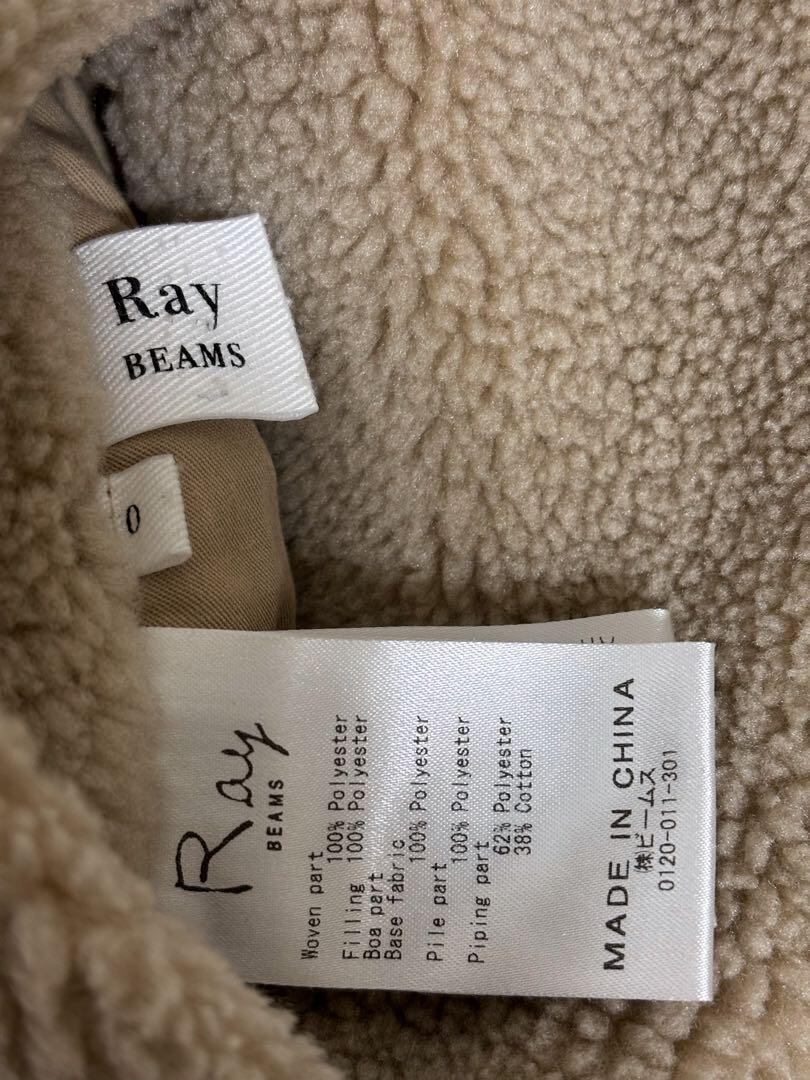 Ray
BEAMS
0
Ray
BEAMS
Woven part
100% Polyester
Filling 100% Polyester
Boa part
Base fabric
100% Polyester
Pile part
100% Polyester
Piping part
62% Polyester
38% Cotton
MADE IN CHINA
(株)ビームス
0120-011-301